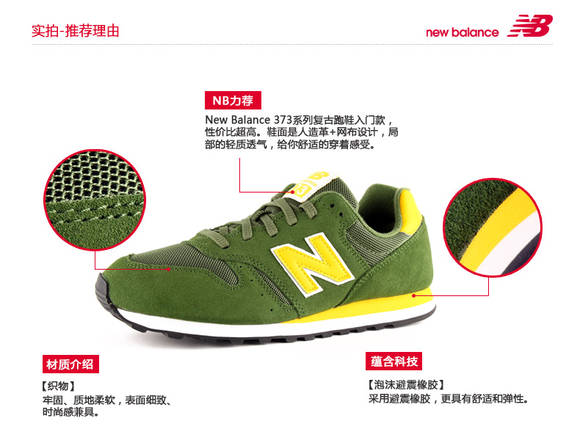 实拍-推荐理由
new balance NB
NB力荐
New Balance 373系列复古跑鞋入门款，
性价比超高。鞋面是人造革+网布设计，局
部的轻质透气，给你舒适的穿着感受。
NB
N
材质介绍
【织物】
牢固、质地柔软，表面细致、
时尚感兼具。
蕴含科技
【泡沫避震橡胶】
采用避震橡胶，更具有舒适和弹性。